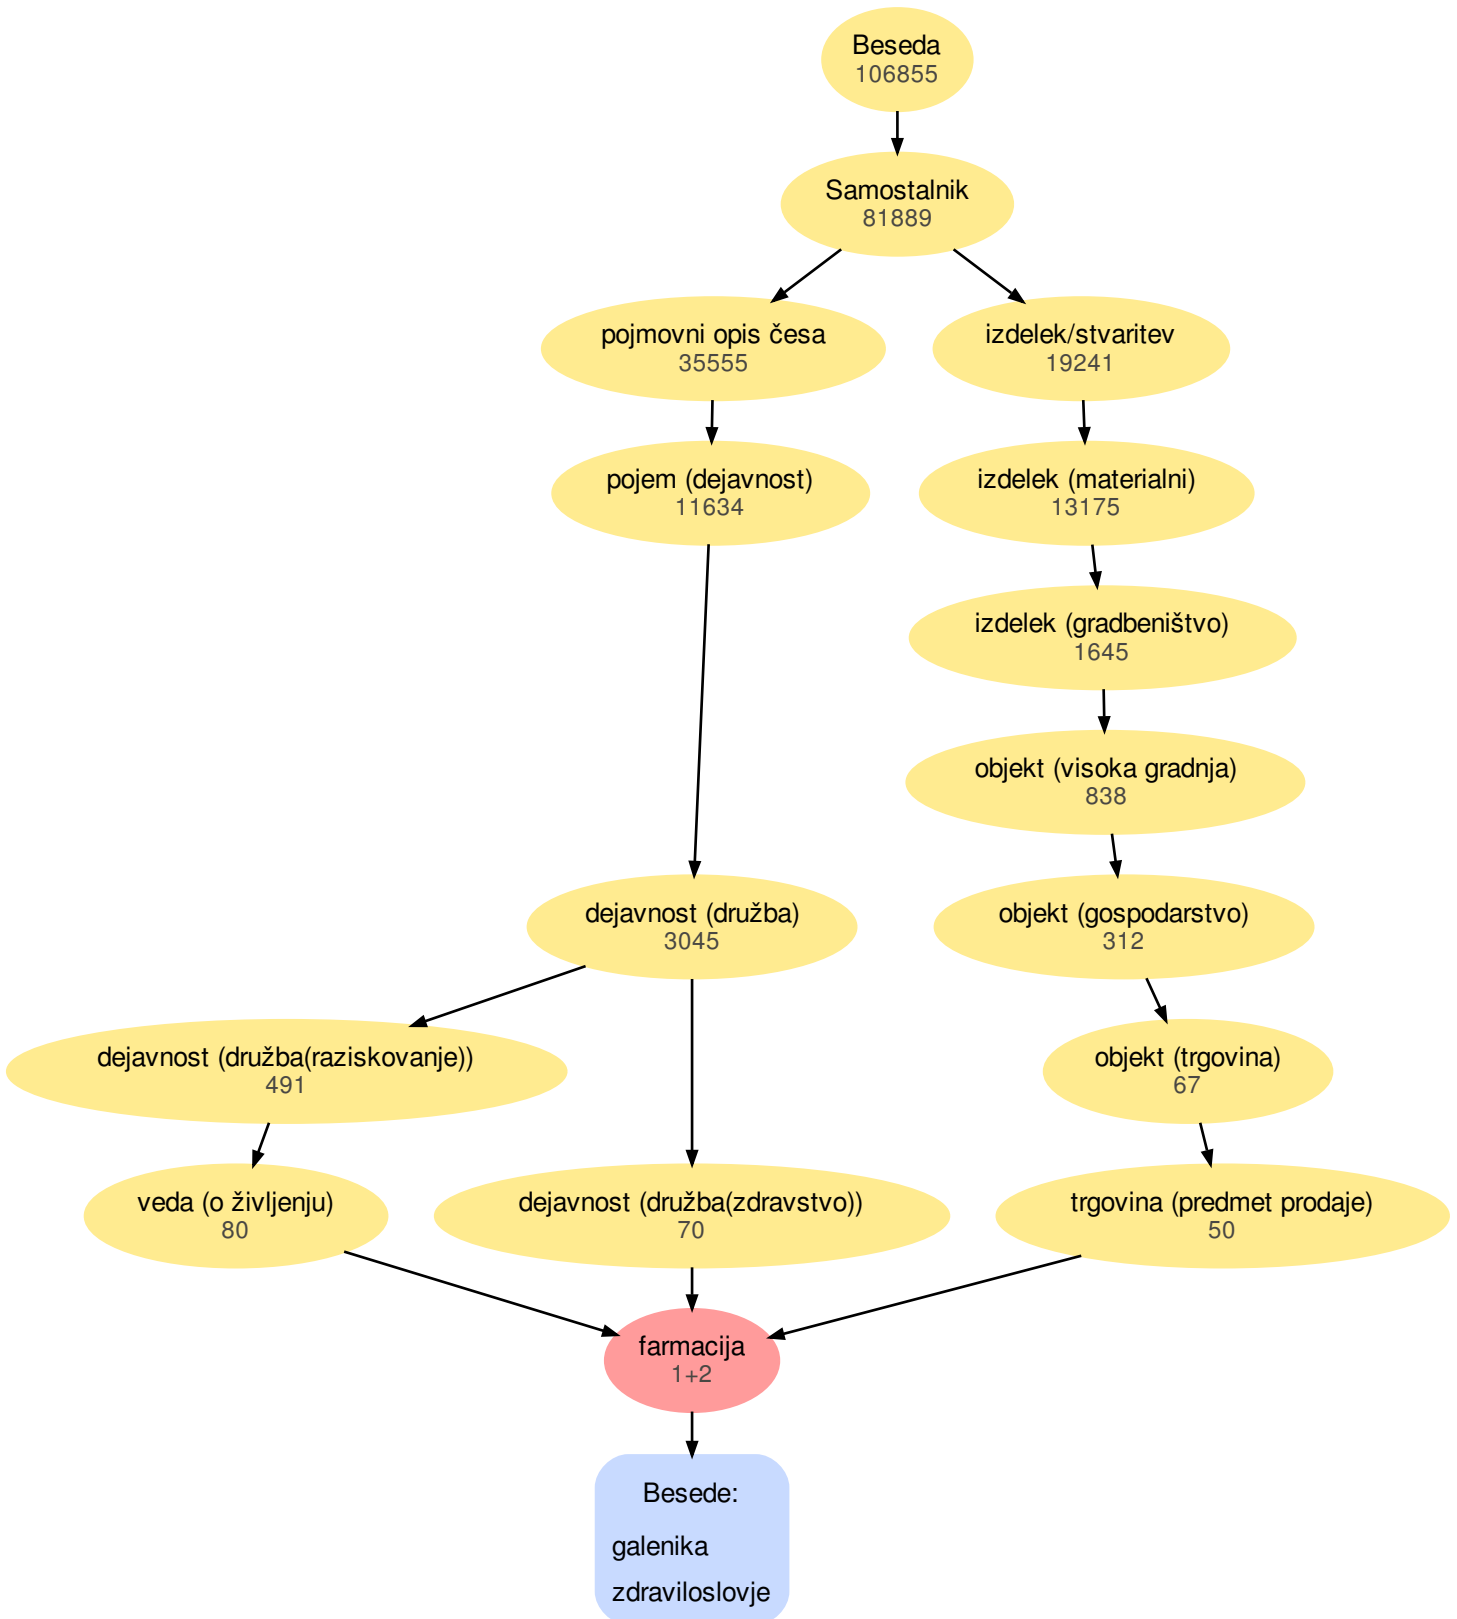 Beseda
106855
Samostalnik
81889
pojmovni opis česa
35555
izdelek/stvaritev
19241
pojem (dejavnost)
11634
izdelek (materialni)
13175
izdelek (gradbeništvo)
1645
objekt (visoka gradnja)
838
dejavnost (družba)
3045
objekt (gospodarstvo)
312
dejavnost (družba(raziskovanje))
491
objekt (trgovina)
67
veda (o življenju)
80
dejavnost (družba(zdravstvo))
70
trgovina (predmet prodaje)
50
farmacija
1+2
Besede:
galenika
zdraviloslovje